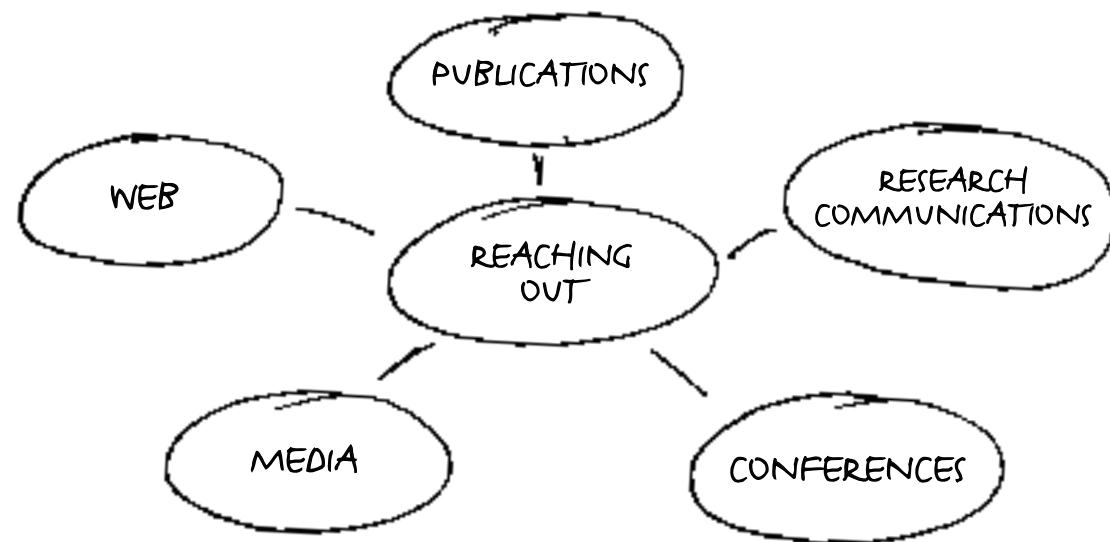 PUBLICATIONS
WEB
RESEARCH
COMMUNICATIONS
REACHING
OUT
MEDIA
CONFERENCES